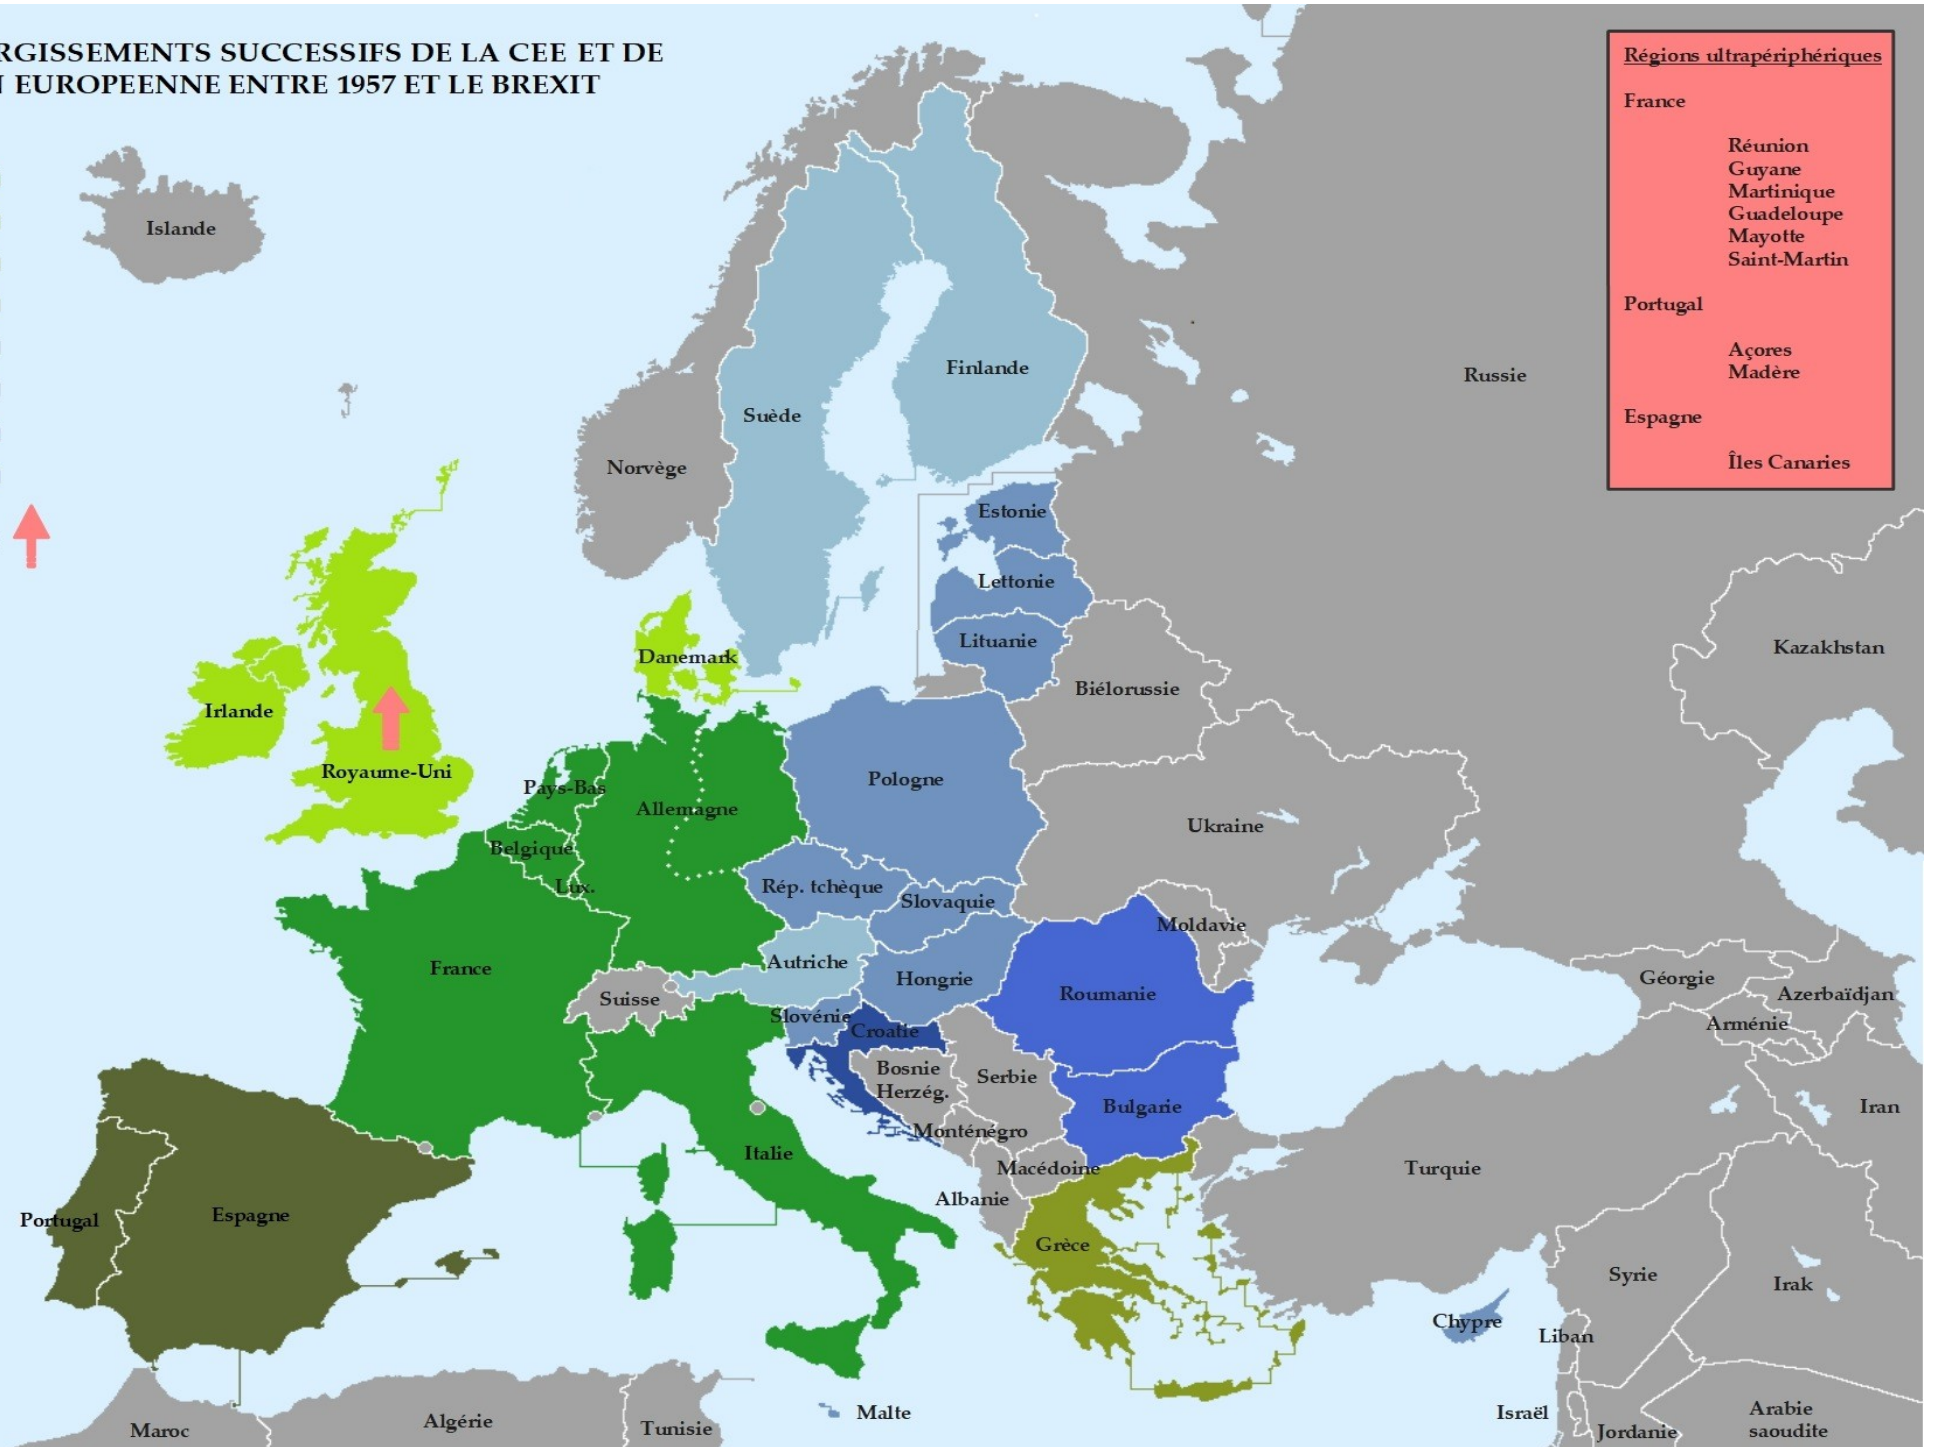 RGISSEMENTS SUCCESSIFS DE LA CEE ET DE
EUROPEENNE ENTRE 1957 ET LE BREXIT
Régions ultrapériphériques
France
Réunion
Guyane
Martinique
Guadeloupe
Mayotte
Saint-Martin
Portugal
Açores
Madère
Espagne
Îles Canaries
Islande
Finlande
Russie
Suède
Norvège
Estonie
Lettonie
Lituanie
Kazakhstan
Danemark
Biélorussie
Irlande
Royaume-Uni
Pologne
Pays-Bas
Allemagne
Ukraine
Belgique
Lux.
Rép. tchèque
Slovaquie
Moldavie
Autriche
France
Hongrie
Géorgie
Suisse
Roumanie
Azerbaïdjan
Slovénie
Croatie
Arménie
Bosnie
Herzég.
Serbie
Bulgarie
Iran
Monténégro
Italie
Macédoine
Turquie
Albanie
Portugal
Espagne
Grèce
Syrie
Irak
Chypre
Liban
Malte
Israël
Arabie
saoudite
Maroc
Algérie
Tunisie
Jordanie